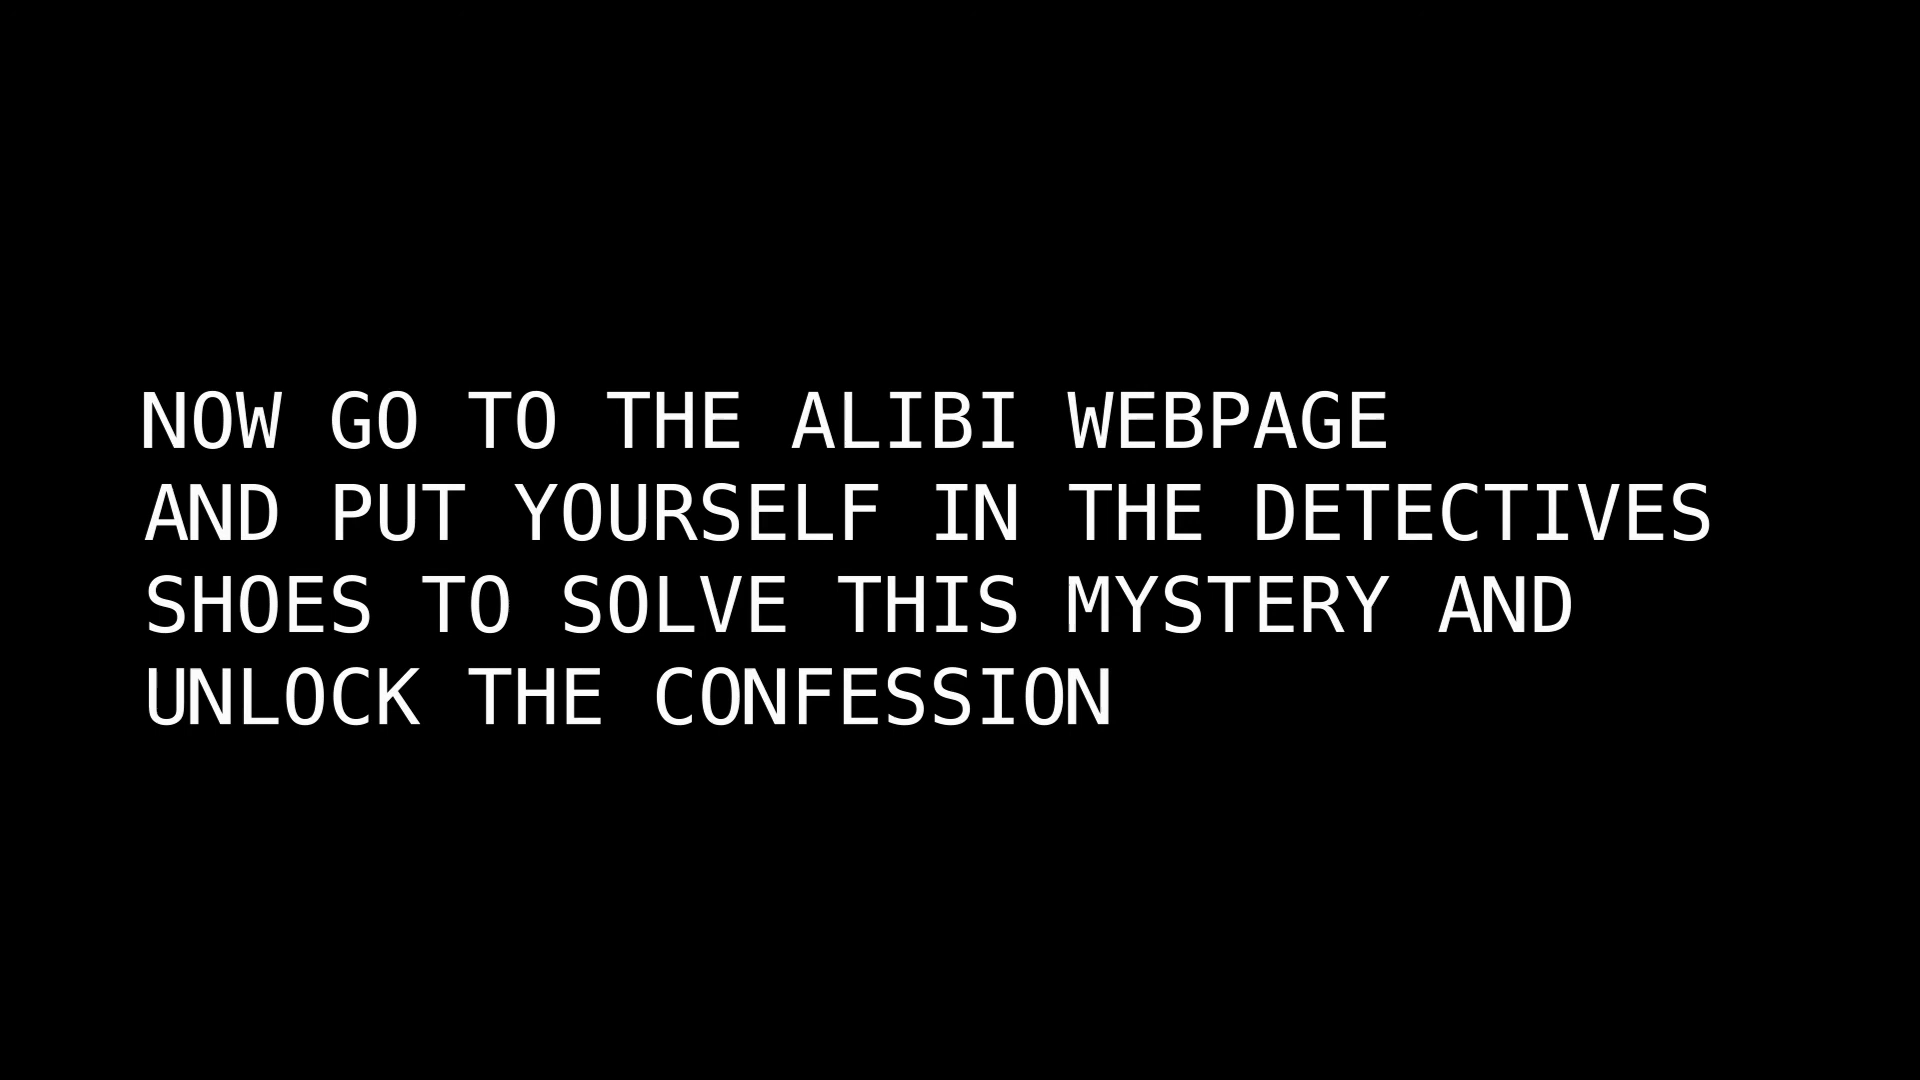 NOW GO TO THE ALIBI WEBPAGE
AND PUT YOURSELF IN THE DETECTIVES
SHOES TO SOLVE THIS MYSTERY AND
UNLOCK THE CONFESSION